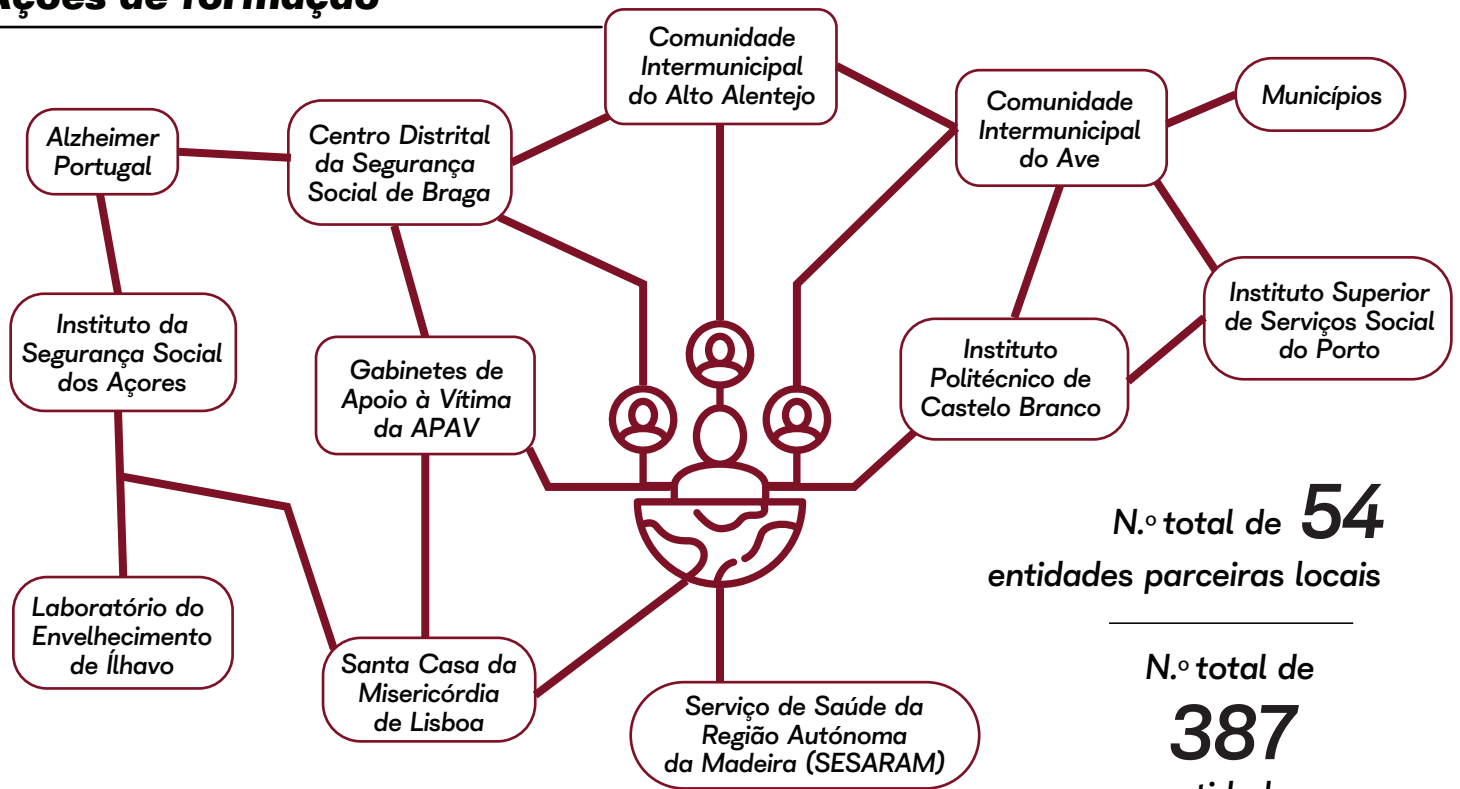 Ações de formação
Comunidade
Intermunicipal
do Alto Alentejo
Comunidade
Intermunicipal
do Ave
Municípios
Alzheimer
Portugal
Centro Distrital
da Segurança
Social de Braga
Instituto da
Segurança Social
dos Açores
Gabinetes de
Apoio à Vítima
da APAV
Instituto
Politécnico de
Castelo Branco
Instituto Superior
de Serviços Social
do Porto
Laboratório do
Envelhecimento
de Ílhavo
Santa Casa da
Misericórdia
de Lisboa
Serviço de Saúde da
Região Autónoma
da Madeira (SESARAM)
N.º total de 54
entidades parceiras locais
N.º total de
387